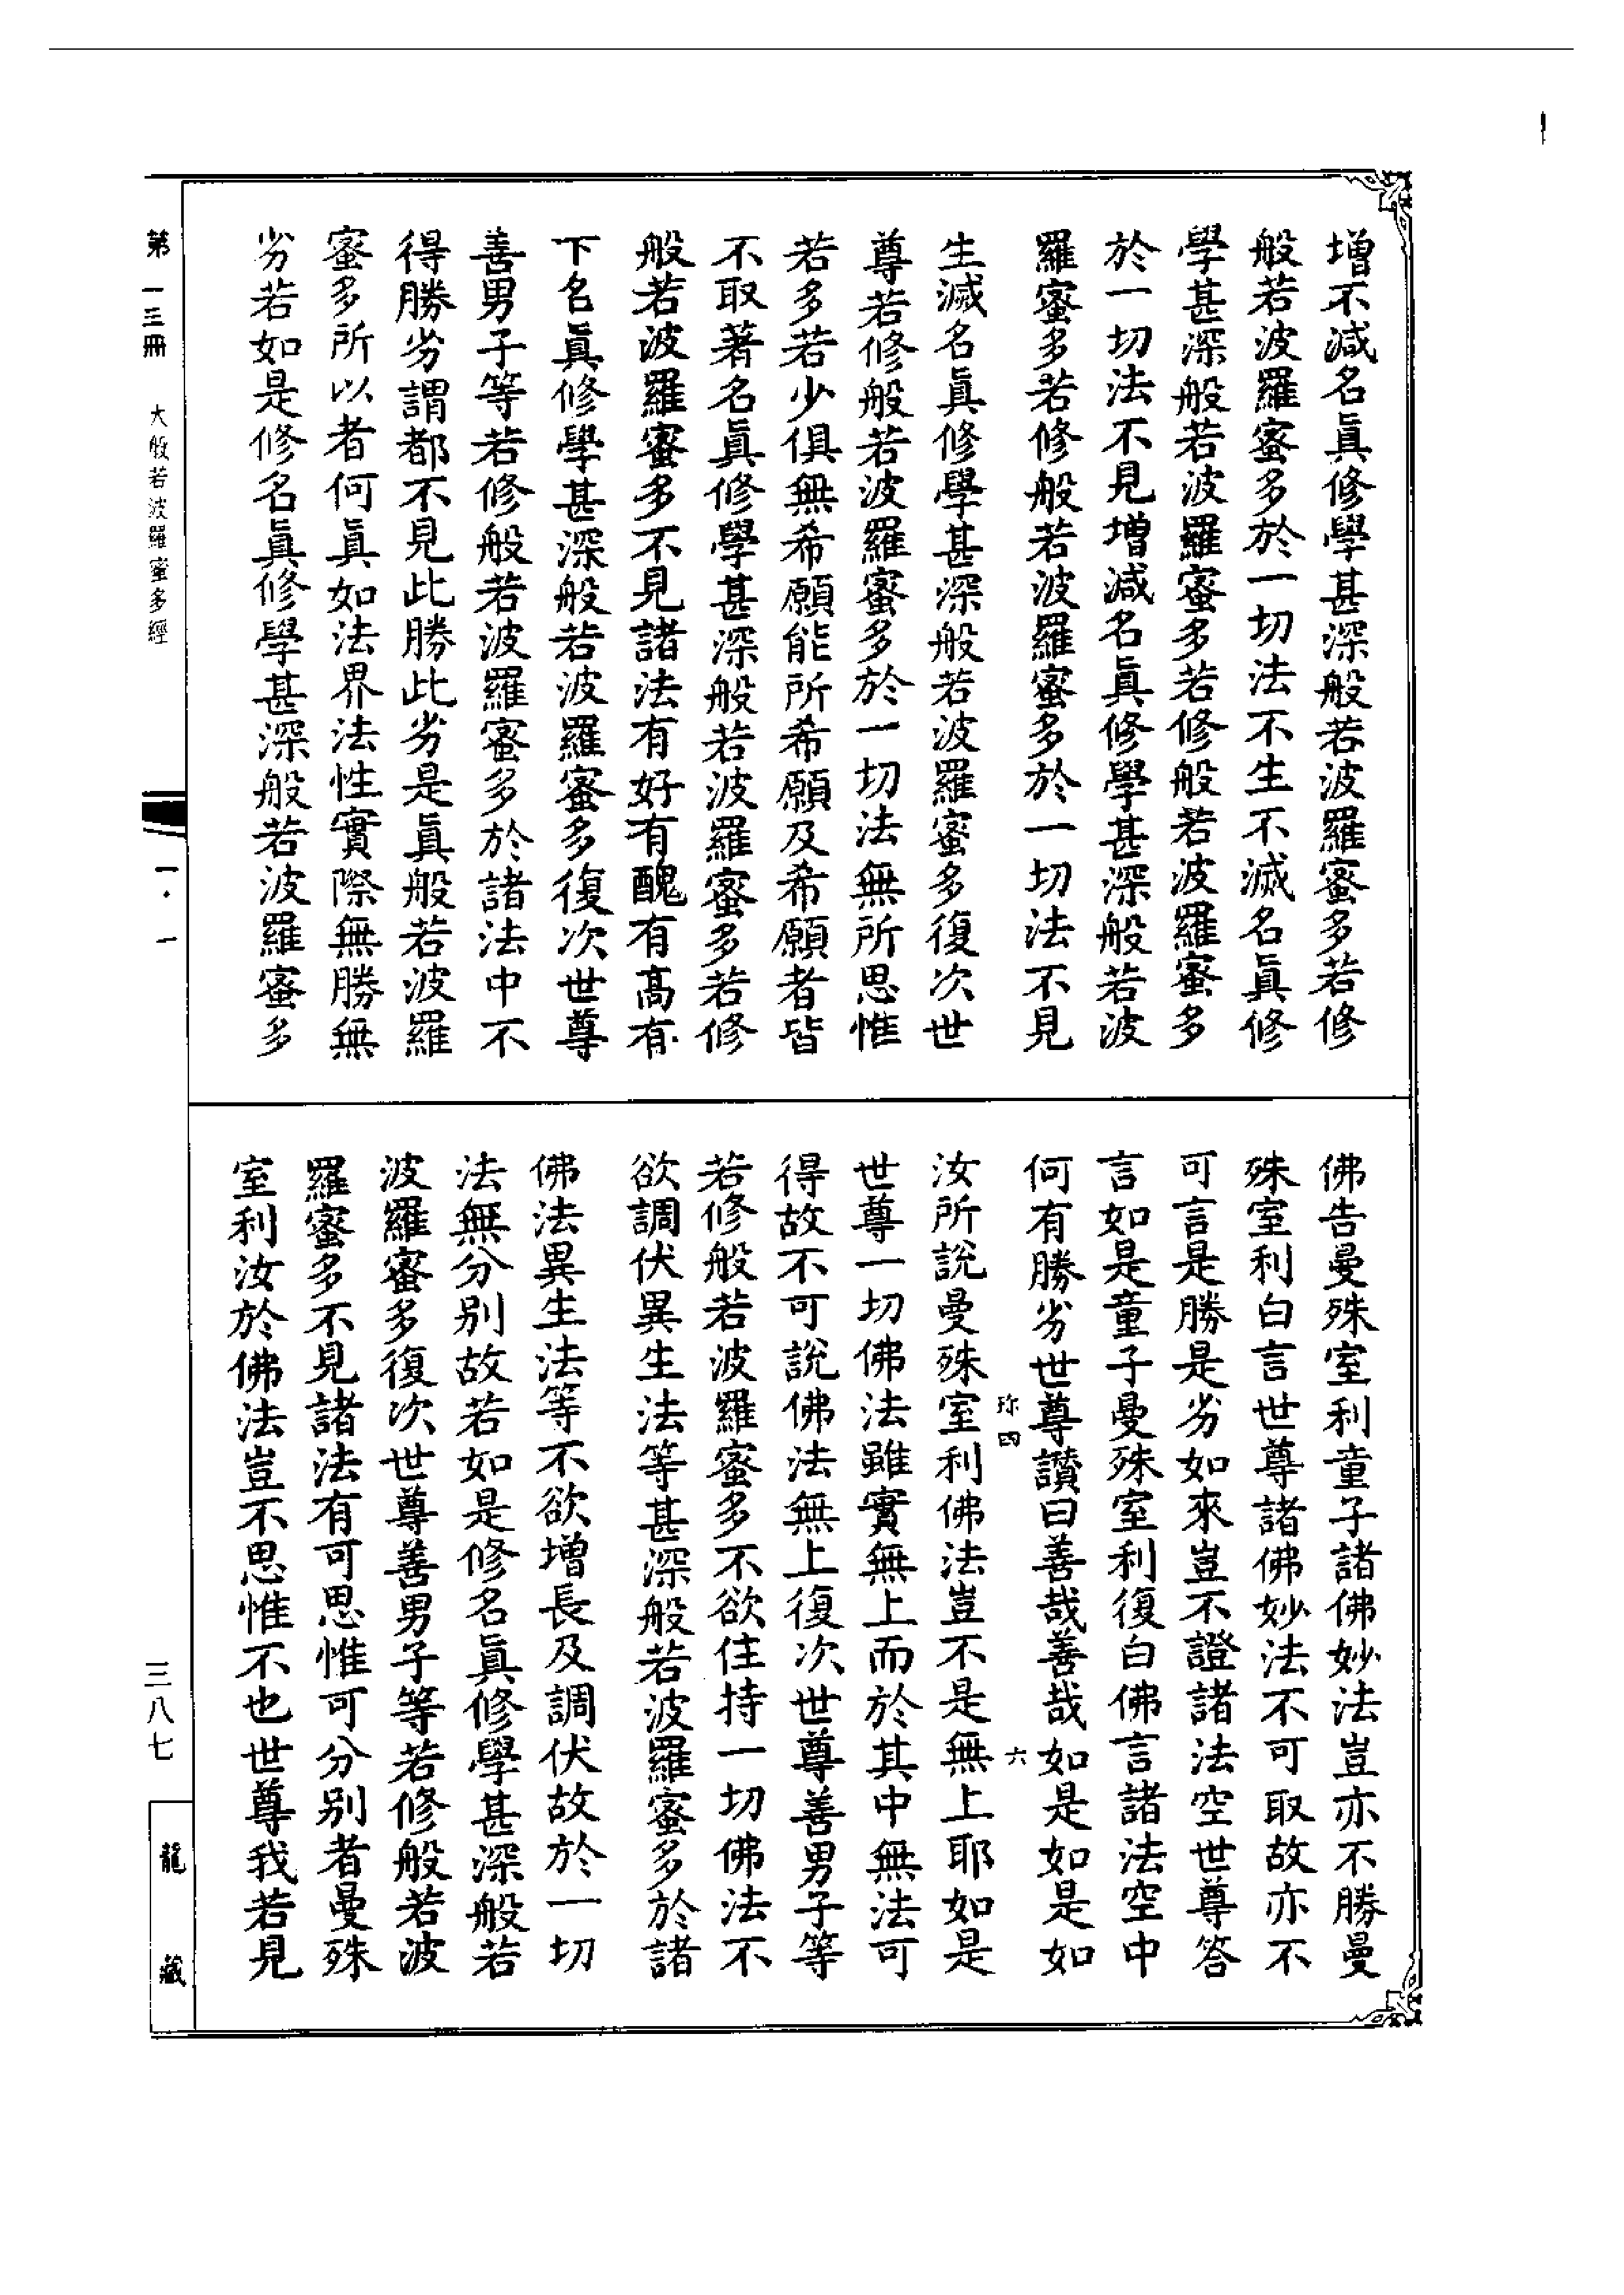 增不減名眞修學甚深般若波羅蜜多若修
般若波羅蜜多於一切法不生不滅名眞修
學甚深般若波羅蜜多若修般若波羅蜜多
於一切法不見增減名眞修學甚深般若波
羅蜜多若修般若波羅蜜多於一切法不見
生滅名眞修學甚深般若波羅蜜多復次世
尊若修般若波羅蜜多於一切法無所思惟
若多若少俱無希願能所希願及希願者皆
不取著名眞修學甚深般若波羅蜜多若修
般若波羅蜜多不見諸法有好有醜有高有
下名眞修學甚深般若波羅蜜多復次世尊
善男子等若修般若波羅蜜多於諸法中不
得勝劣謂都不見此勝此劣是眞般若波羅
蜜多所以者何眞如法界法性實際無勝無
劣若如是修名眞修學甚深般若波羅蜜多
佛告曼殊室利童子諸佛妙法豈亦不勝曼
殊室利白言世尊諸佛妙法不可取故亦不
可言是勝是劣如來豈不證諸法空世尊答
言如是童子曼殊室利復白佛言諸法空中
何有勝劣世尊讚曰善哉善哉如是如是如
珎四 六
汝所說曼殊室利佛法豈不是無上耶如是
世尊一切佛法雖實無上而於其中無法可
得故不可說佛法無上復次世尊善男子等
若修般若波羅蜜多不欲住持一切佛法不
欲調伏異生法等甚深般若波羅蜜多於諸
佛法異生法等不欲增長及調伏故於一切
法無分別故若如是修名眞修學甚深般若
波羅蜜多復次世尊善男子等若修般若波
羅蜜多不見諸法有可思惟可分別者曼殊
室利汝於佛法豈不思惟不也世尊我若見
第一三冊 大般若波羅蜜多經 一·一 三八七 龍藏